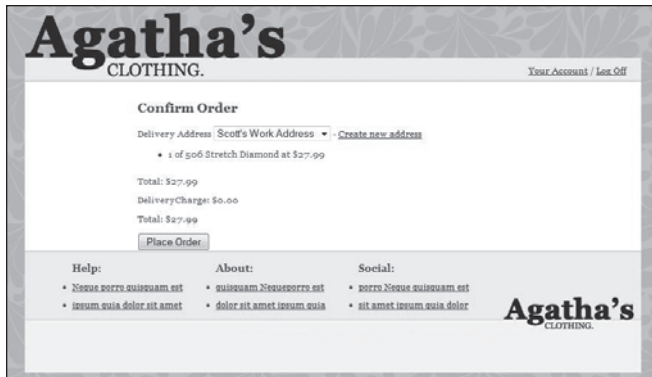 Agatha's
CLOTHING.
Your Account / Log Off
Confirm Order
Delivery Address Scott's Work Address - Create new address
• 1 of 506 Stretch Diamond at $27.99
Total: $27.99
DeliveryCharge: $0.00
Total: $27.99
Place Order
Help: About: Social:
• Neque porro quisquam est • quisquam Nequeporro est • porro Neque quisquam est
• ipsum quia dolor sit amet • dolor sit amet ipsum quia • sit amet ipsum quia dolor
Agatha's
CLOTHING.